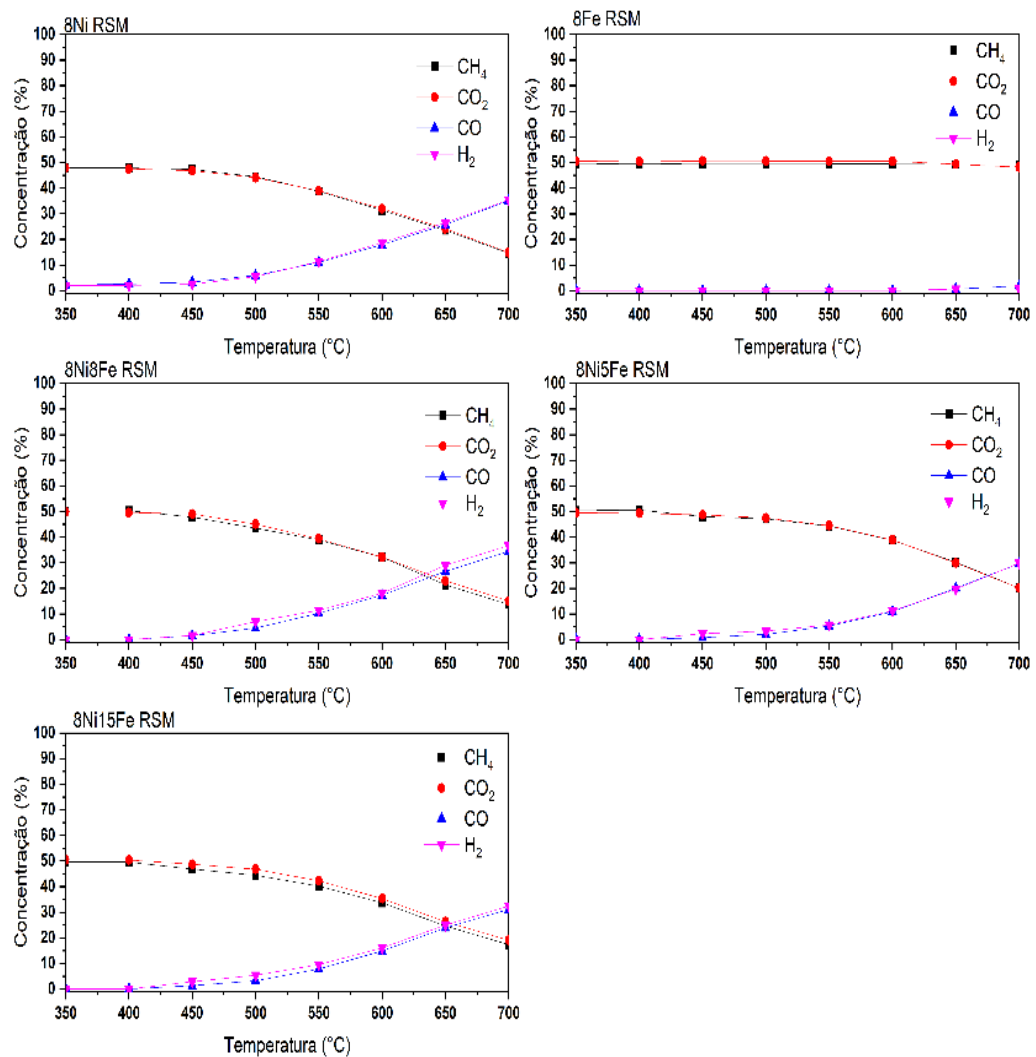 8Ni RSM
Concentração (%)
100
90
80
70
60
50
40
30
20
10
0
CH4
CO2
CO
H2
350 400 450 500 550 600 650 700
Temperatura (°C)
8Fe RSM
Concentração (%)
100
90
80
70
60
50
40
30
20
10
0
CH4
CO2
CO
H2
350 400 450 500 550 600 650 700
Temperatura (°C)
8Ni8Fe RSM
Concentração (%)
100
90
80
70
60
50
40
30
20
10
0
CH4
CO2
CO
H2
350 400 450 500 550 600 650 700
Temperatura (°C)
8Ni5Fe RSM
Concentração (%)
100
90
80
70
60
50
40
30
20
10
0
CH4
CO2
CO
H2
350 400 450 500 550 600 650 700
Temperatura (°C)
8Ni15Fe RSM
Concentração (%)
100
90
80
70
60
50
40
30
20
10
0
CH4
CO2
CO
H2
350 400 450 500 550 600 650 700
Temperatura (°C)